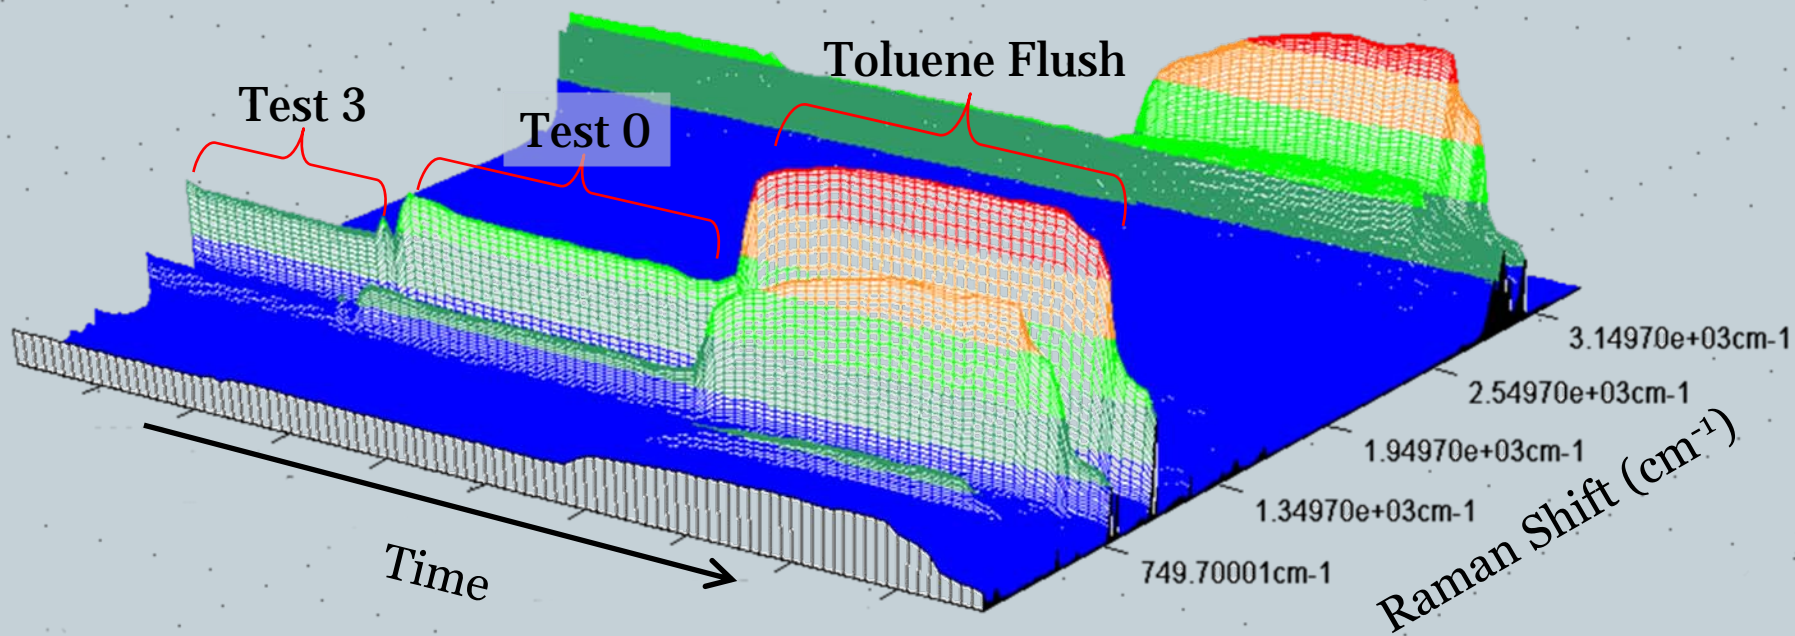 Toluene Flush
Test 3
Test 0
3.14970e+03cm-1
2.54970e+03cm-1
1.94970e+03cm-1
1.34970e+03cm-1
749.70001cm-1
Raman Shift (cm⁻¹)
Time